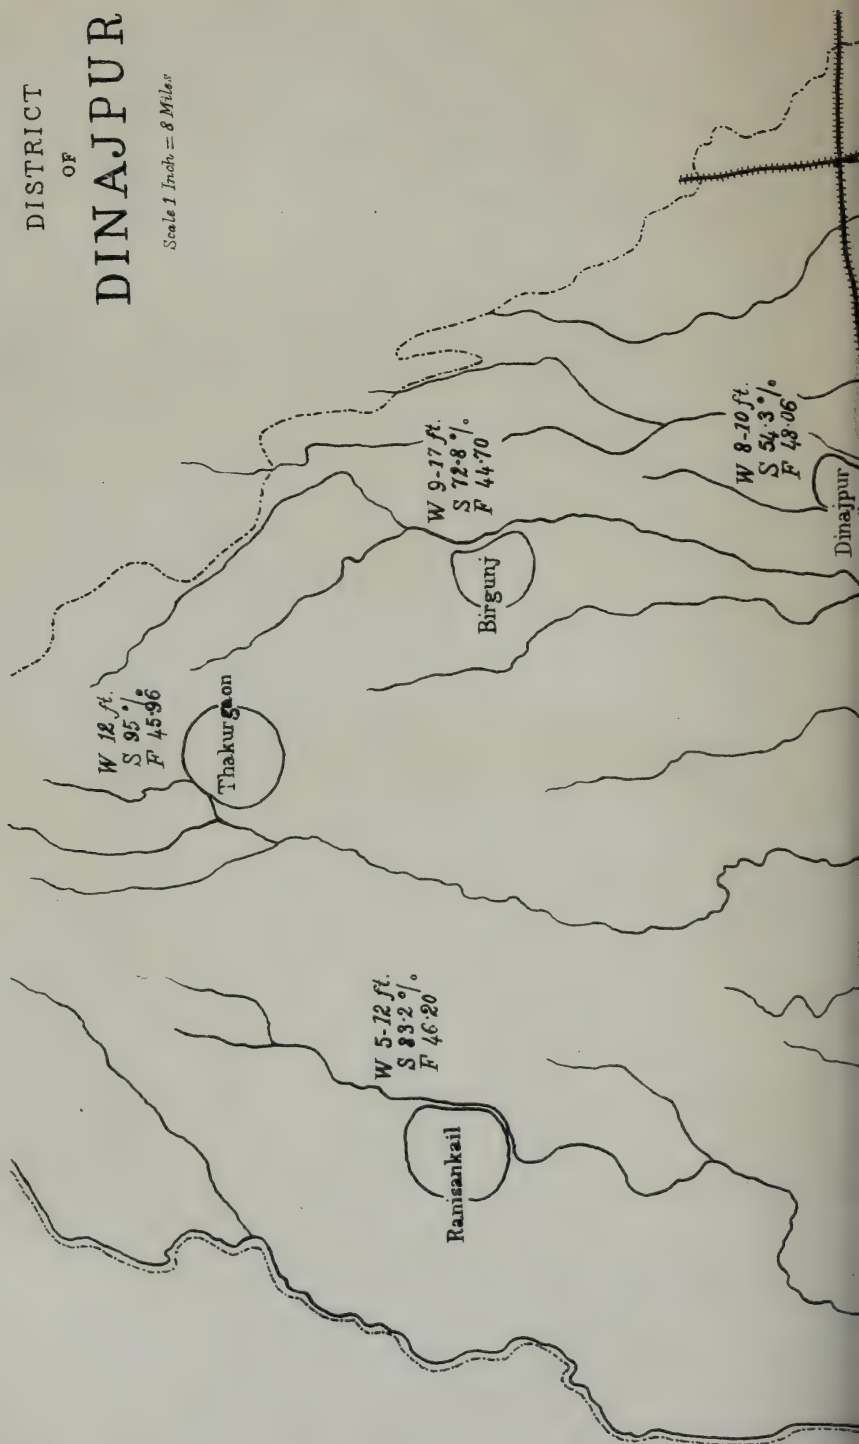 DISTRICT
OF
DINAJPUR
Scale 1 Inch = 8 Miles
W 12 ft.
S 95 %
F 45·96
Thakurgaon
W 5-12 ft.
S 83·2 %
F 46·20
Ranisankail
W 9-17 ft.
S 72·8 %
F 44·70
Birgunj
W 8-10 ft.
S 54·3 %
F 48·06
Dinajpur